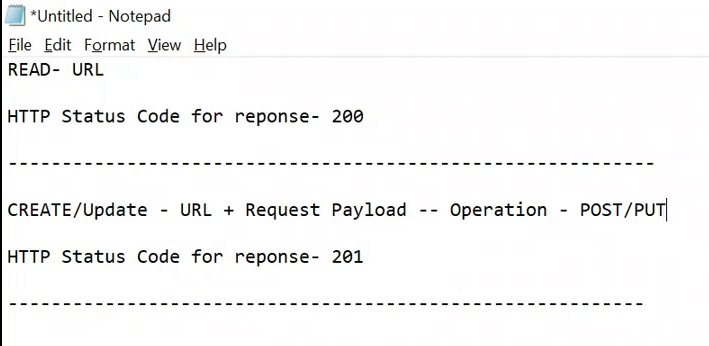 *Untitled - Notepad
File Edit Format View Help
READ- URL
HTTP Status Code for reponse- 200
------------------------------------------------------------
CREATE/Update - URL + Request Payload -- Operation - POST/PUT
HTTP Status Code for reponse- 201
-----------------------------------------------------------